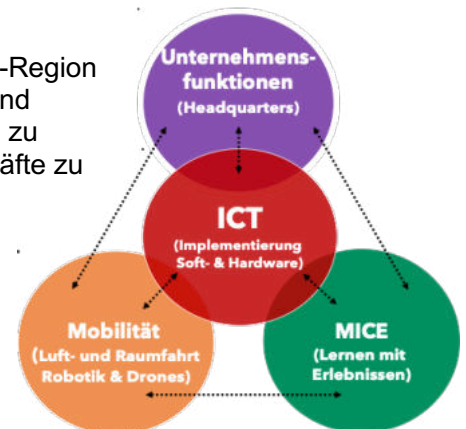 -Region
nd
zu
äfte zu
Unternehmens-
funktionen
(Headquarters)
ICT
(Implementierung
Soft- & Hardware)
Mobilität
(Luft- und Raumfahrt
Robotik & Drones)
MICE
(Lernen mit
Erlebnissen)